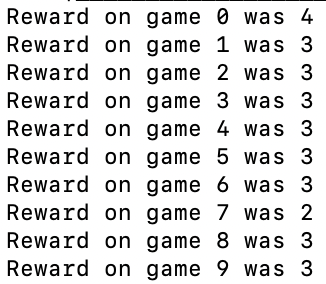 Reward on game 0 was 4
Reward on game 1 was 3
Reward on game 2 was 3
Reward on game 3 was 3
Reward on game 4 was 3
Reward on game 5 was 3
Reward on game 6 was 3
Reward on game 7 was 2
Reward on game 8 was 3
Reward on game 9 was 3